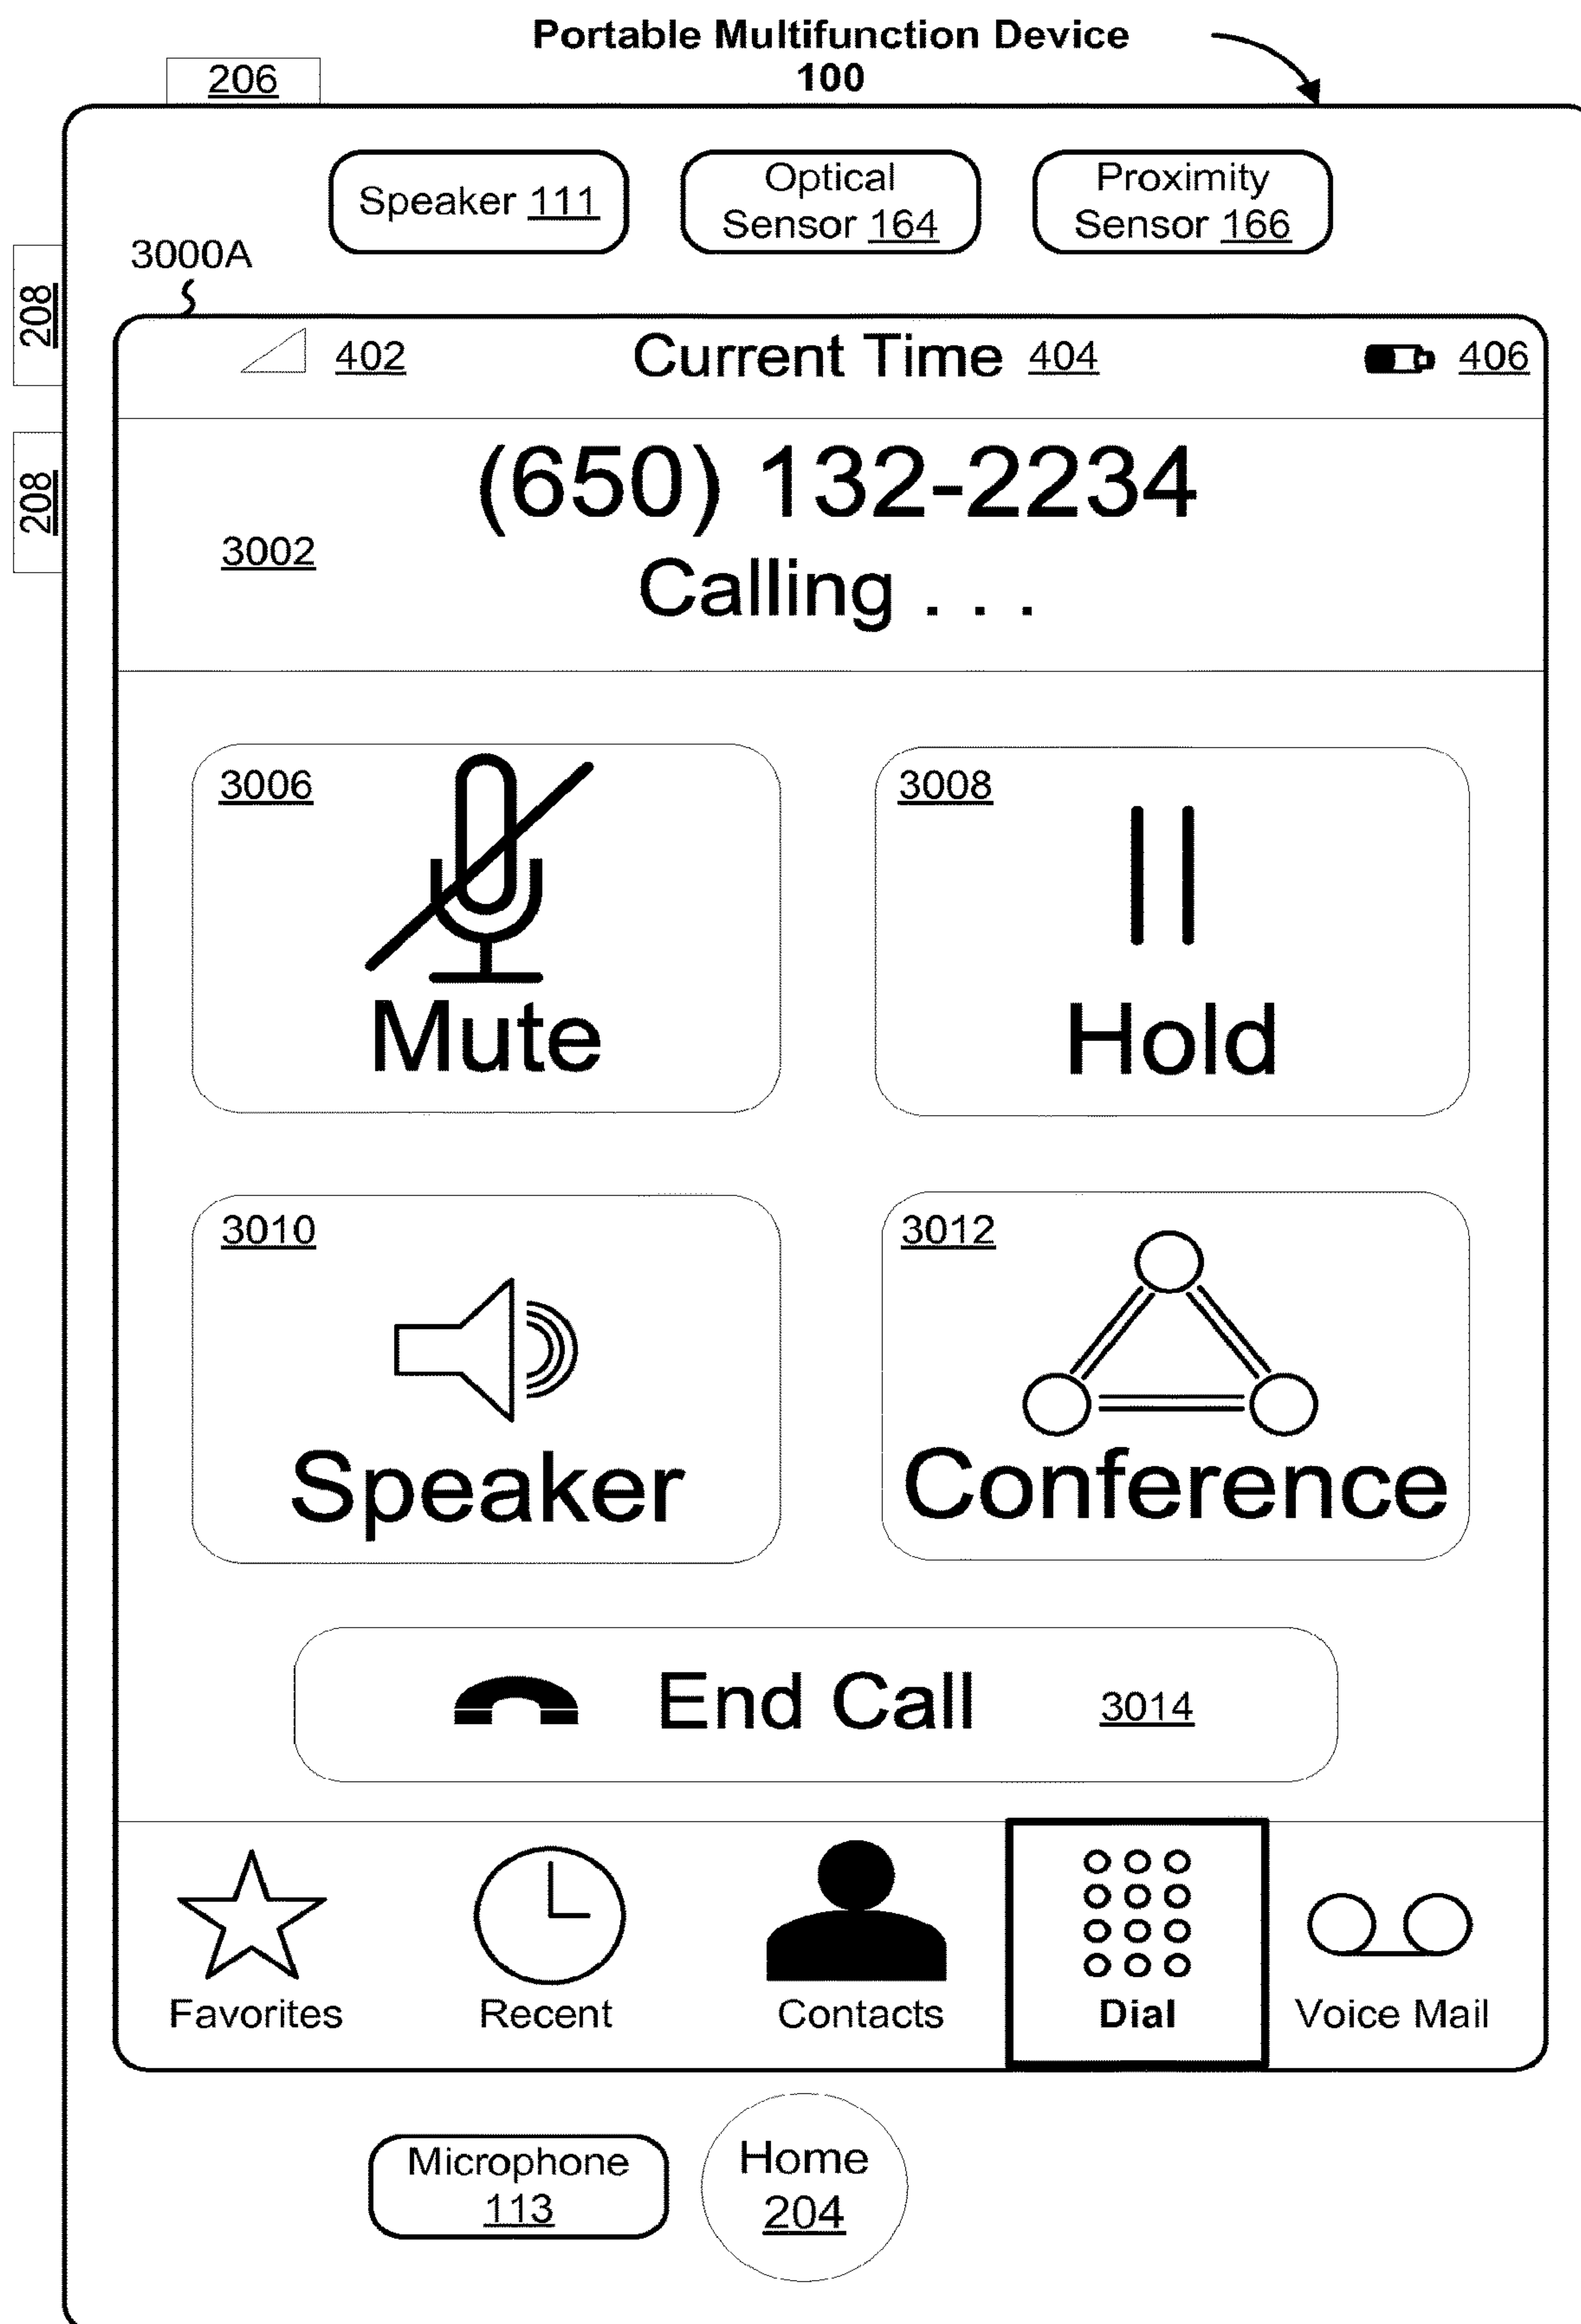 Portable Multifunction Device
100
206
Speaker 111
Optical
Sensor 164
Proximity
Sensor 166
3000A
208
208
402
Current Time 404
406
(650) 132-2234
3002
Calling . . .
3006
Mute
3008
Hold
3010
Speaker
3012
Conference
End Call 3014
Favorites
Recent
Contacts
Dial
Voice Mail
Microphone
113
Home
204